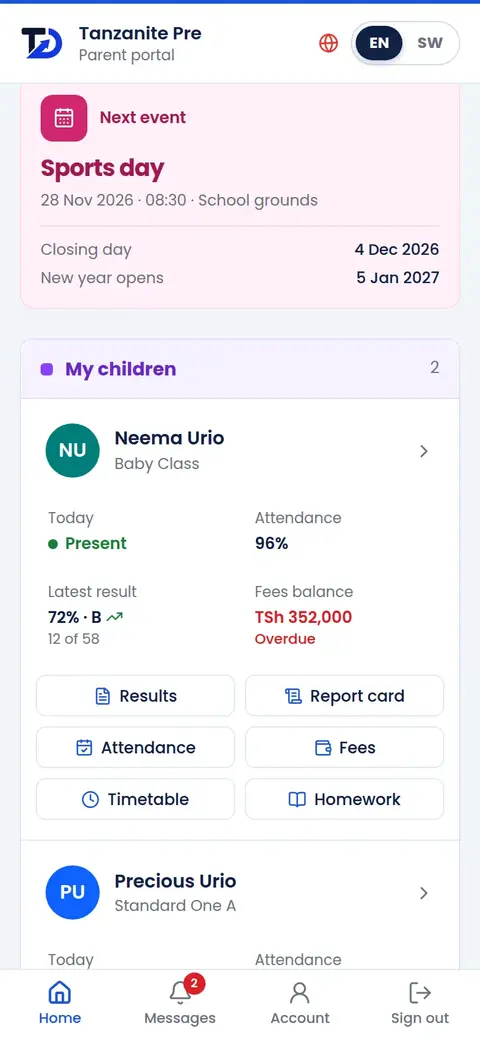 Tanzanite Pre
Parent portal
EN SW
Next event
Sports day
28 Nov 2026 · 08:30 · School grounds
Closing day 4 Dec 2026
New year opens 5 Jan 2027
My children 2
NU Neema Urio
Baby Class
Today Attendance
Present 96%
Latest result Fees balance
72% · B TSh 352,000
12 of 58 Overdue
Results Report card
Attendance Fees
Timetable Homework
PU Precious Urio
Standard One A
Today Attendance
2
Home Messages Account Sign out